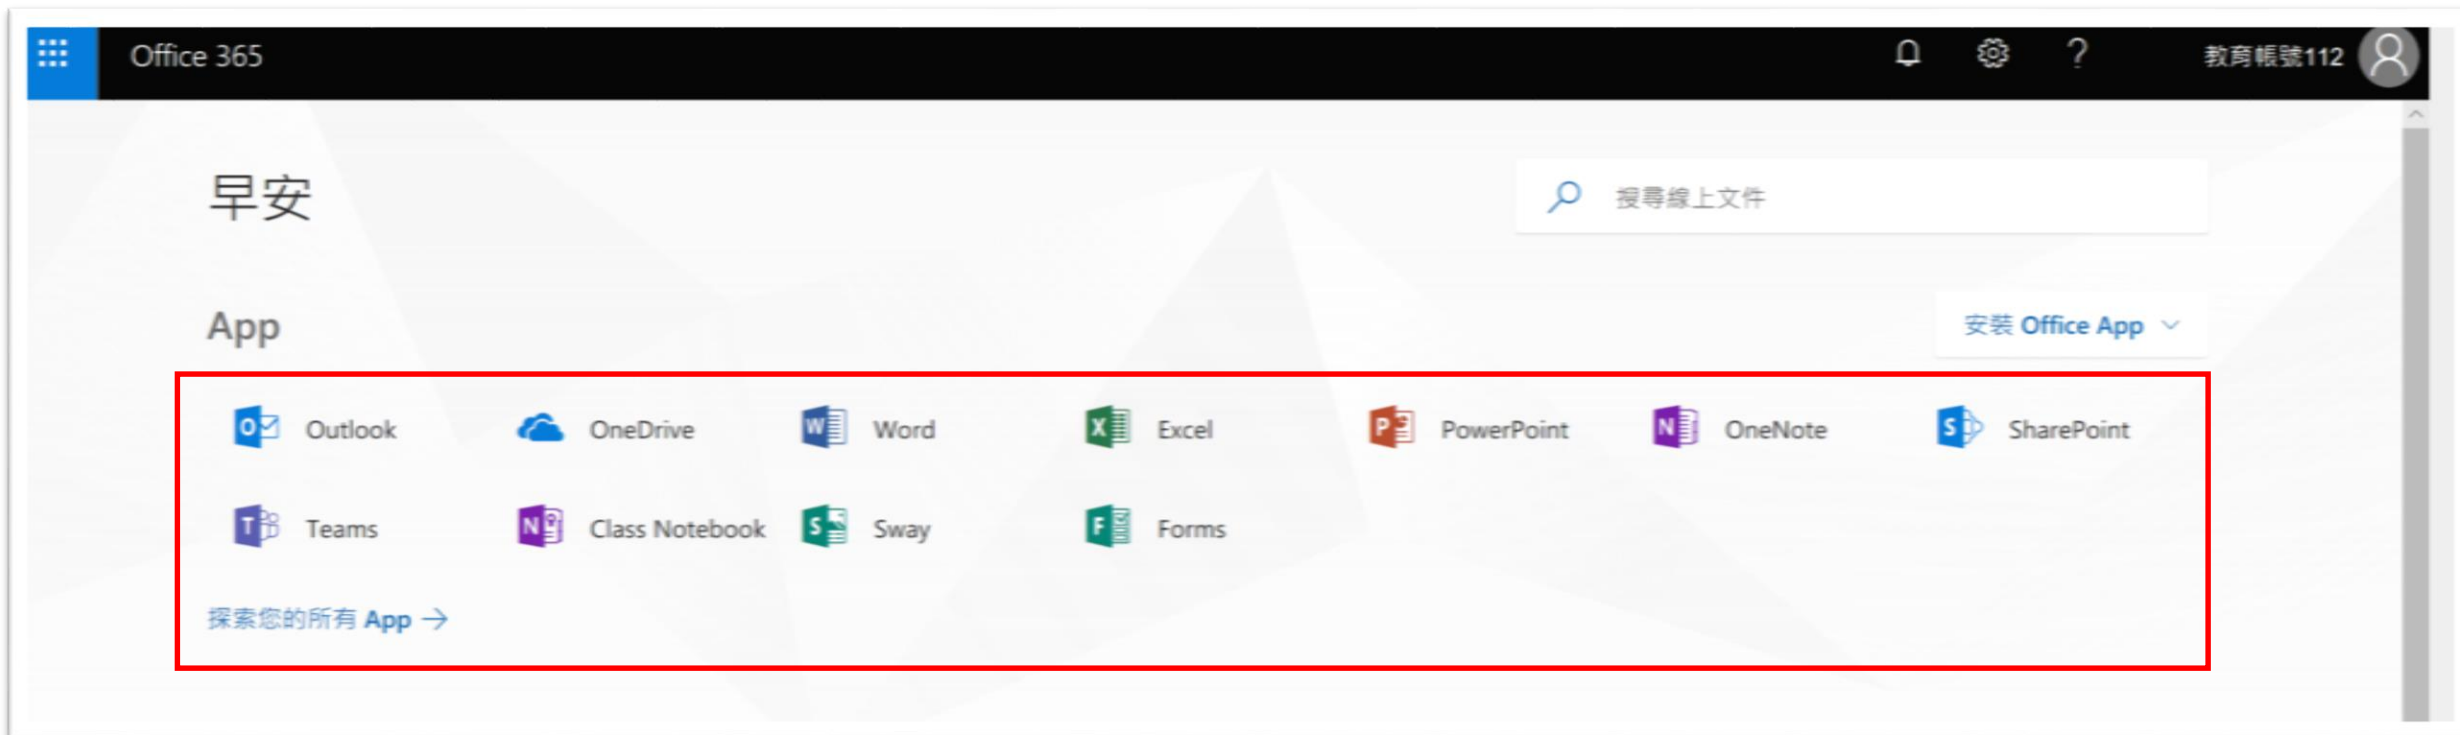 Office 365 ? 教育帳號112
早安 搜尋線上文件
App 安裝 Office App
Outlook OneDrive Word Excel PowerPoint OneNote SharePoint
Teams Class Notebook Sway Forms
探索您的所有 App →